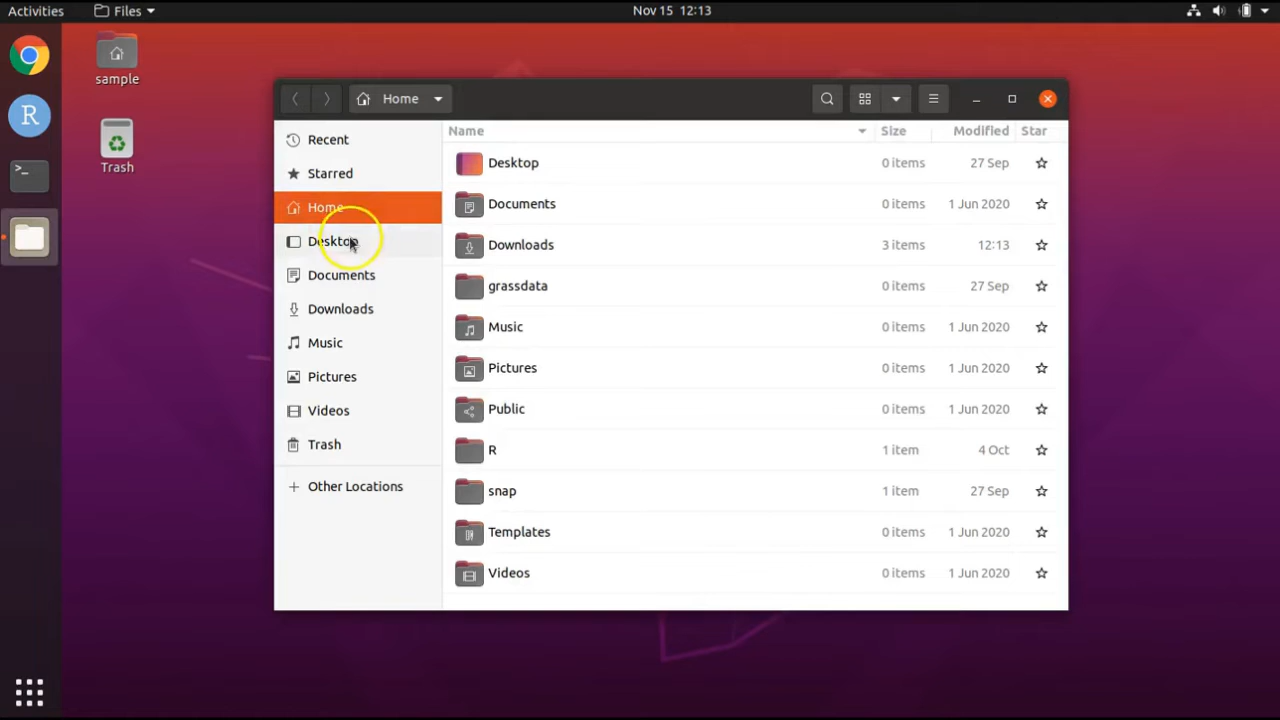 Activities Files Nov 15 12:13
sample
Trash
R
>_
Home
Recent
Starred
Home
Desktop
Documents
Downloads
Music
Pictures
Videos
Trash
+ Other Locations
Name Size Modified Star
Desktop 0 items 27 Sep
Documents 0 items 1 Jun 2020
Downloads 3 items 12:13
grassdata 0 items 27 Sep
Music 0 items 1 Jun 2020
Pictures 0 items 1 Jun 2020
Public 0 items 1 Jun 2020
R 1 item 4 Oct
snap 1 item 27 Sep
Templates 0 items 1 Jun 2020
Videos 0 items 1 Jun 2020